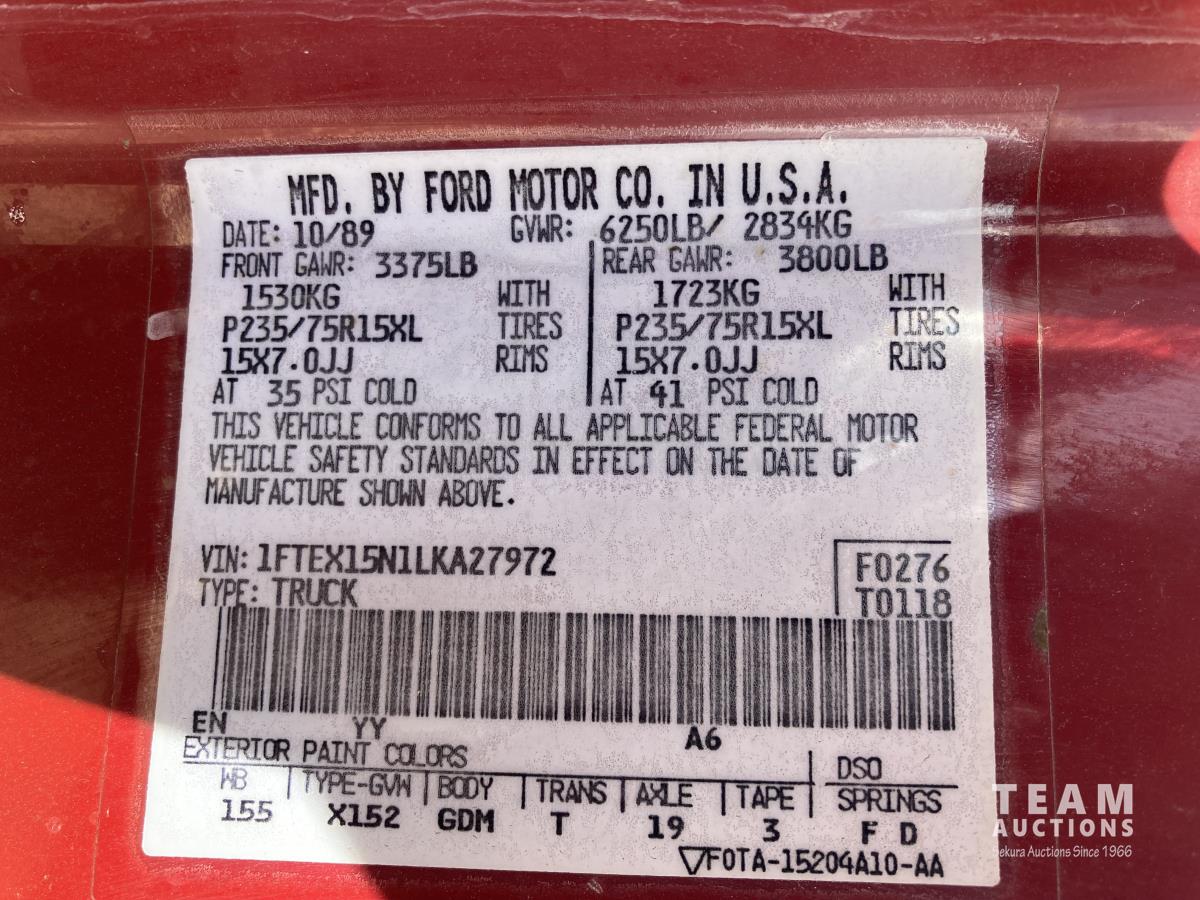 MFD. BY FORD MOTOR CO. IN U.S.A.
DATE: 10/89 GVWR: 6250LB/ 2834KG
FRONT GAWR: 3375LB REAR GAWR: 3800LB
1530KG WITH 1723KG WITH
P235/75R15XL TIRES P235/75R15XL TIRES
15X7.0JJ RIMS 15X7.0JJ RIMS
AT 35 PSI COLD AT 41 PSI COLD
THIS VEHICLE CONFORMS TO ALL APPLICABLE FEDERAL MOTOR
VEHICLE SAFETY STANDARDS IN EFFECT ON THE DATE OF
MANUFACTURE SHOWN ABOVE.
VIN: 1FTEX15N1LKA27972 F0276
TYPE: TRUCK T0118
EN YY A6
EXTERIOR PAINT COLORS DSO
WB TYPE-GVW BODY TRANS AXLE TAPE SPRINGS
155 X152 GDM T 19 3 F D
F0TA-15204A10-AA
TEAM
AUCTIONS
ekura Auctions Since 1966